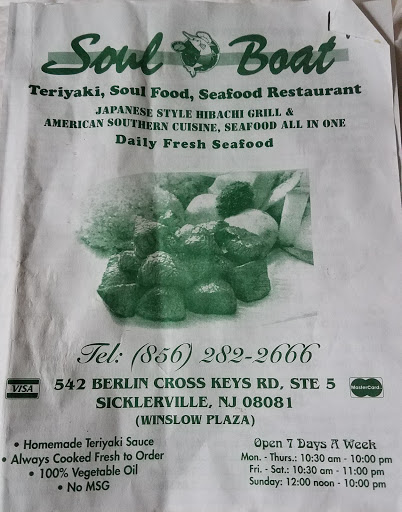 Soul Boat
Teriyaki, Soul Food, Seafood Restaurant
JAPANESE STYLE HIBACHI GRILL &
AMERICAN SOUTHERN CUISINE, SEAFOOD ALL IN ONE
Daily Fresh Seafood
Tel: (856) 282-2666
VISA
542 BERLIN CROSS KEYS RD, STE 5
MasterCard.
SICKLERVILLE, NJ 08081
(WINSLOW PLAZA)
• Homemade Teriyaki Sauce
• Always Cooked Fresh to Order
• 100% Vegetable Oil
• No MSG
Open 7 Days A Week
Mon. - Thurs.: 10:30 am - 10:00 pm
Fri. - Sat.: 10:30 am - 11:00 pm
Sunday: 12:00 noon - 10:00 pm